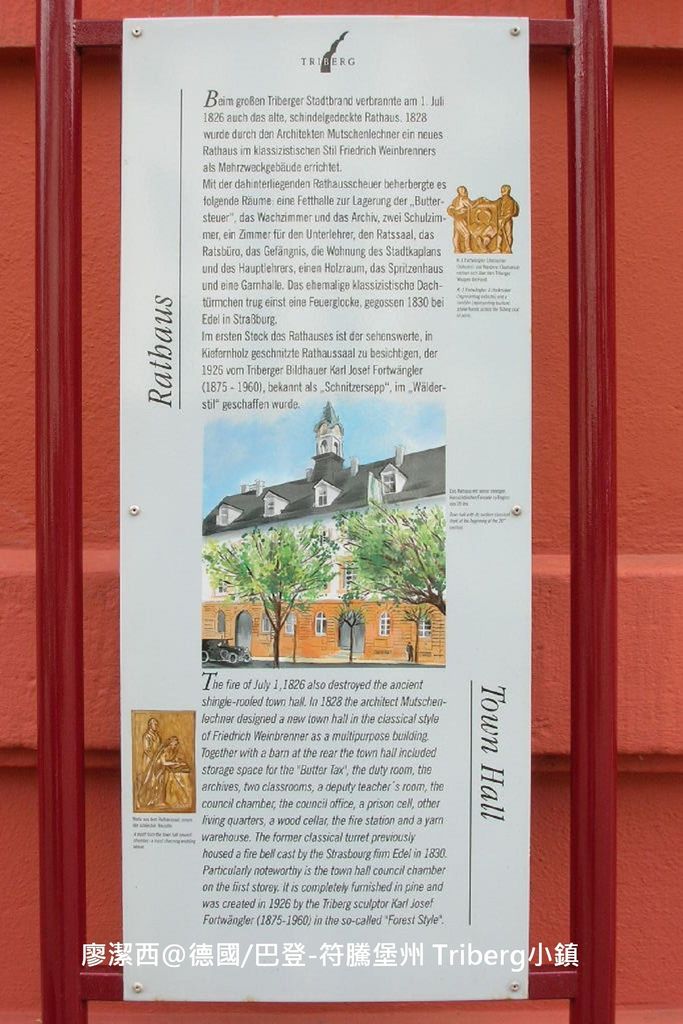 TRIBERG
Rathaus
Beim großen Triberger Stadtbrand verbrannte am 1. Juli
1826 auch das alte, schindelgedeckte Rathaus. 1828
wurde durch den Architekten Mutschenlechner ein neues
Rathaus im klassizistischen Stil Friedrich Weinbrenners
als Mehrzweckgebäude errichtet.
Mit der dahinterliegenden Rathausscheuer beherbergte es
folgende Räume: eine Fetthalle zur Lagerung der „Butter-
steuer", das Wachzimmer und das Archiv, zwei Schulzim-
mer, ein Zimmer für den Unterlehrer, den Ratssaal, das
Ratsbüro, das Gefängnis, die Wohnung des Stadtkaplans
und des Hauptlehrers, einen Holzraum, das Spritzenhaus
und eine Garnhalle. Das ehemalige klassizistische Dach-
türmchen trug einst eine Feuerglocke, gegossen 1830 bei
Edel in Straßburg.
Im ersten Stock des Rathauses ist der sehenswerte, in
Kiefernholz geschnitzte Rathaussaal zu besichtigen, der
1926 vom Triberger Bildhauer Karl Josef Fortwängler
(1875 - 1960), bekannt als „Schnitzersepp", im „Wälder-
stil" geschaffen wurde.
Town Hall
The fire of July 1,1826 also destroyed the ancient
shingle-roofed town hall. In 1828 the architect Mutschen-
lechner designed a new town hall in the classical style
of Friedrich Weinbrenner as a multipurpose building.
Together with a barn at the rear the town hall included
storage space for the "Butter Tax", the duty room, the
archives, two classrooms, a deputy teacher´s room, the
council chamber, the council office, a prison cell, other
living quarters, a wood cellar, the fire station and a yarn
warehouse. The former classical turret previously
housed a fire bell cast by the Strasbourg firm Edel in 1830.
Particularly noteworthy is the town hall council chamber
on the first storey. It is completely furnished in pine and
was created in 1926 by the Triberg sculptor Karl Josef
Fortwängler (1875-1960) in the so-called "Forest Style".
廖潔西@德國/巴登-符騰堡州 Triberg小鎮